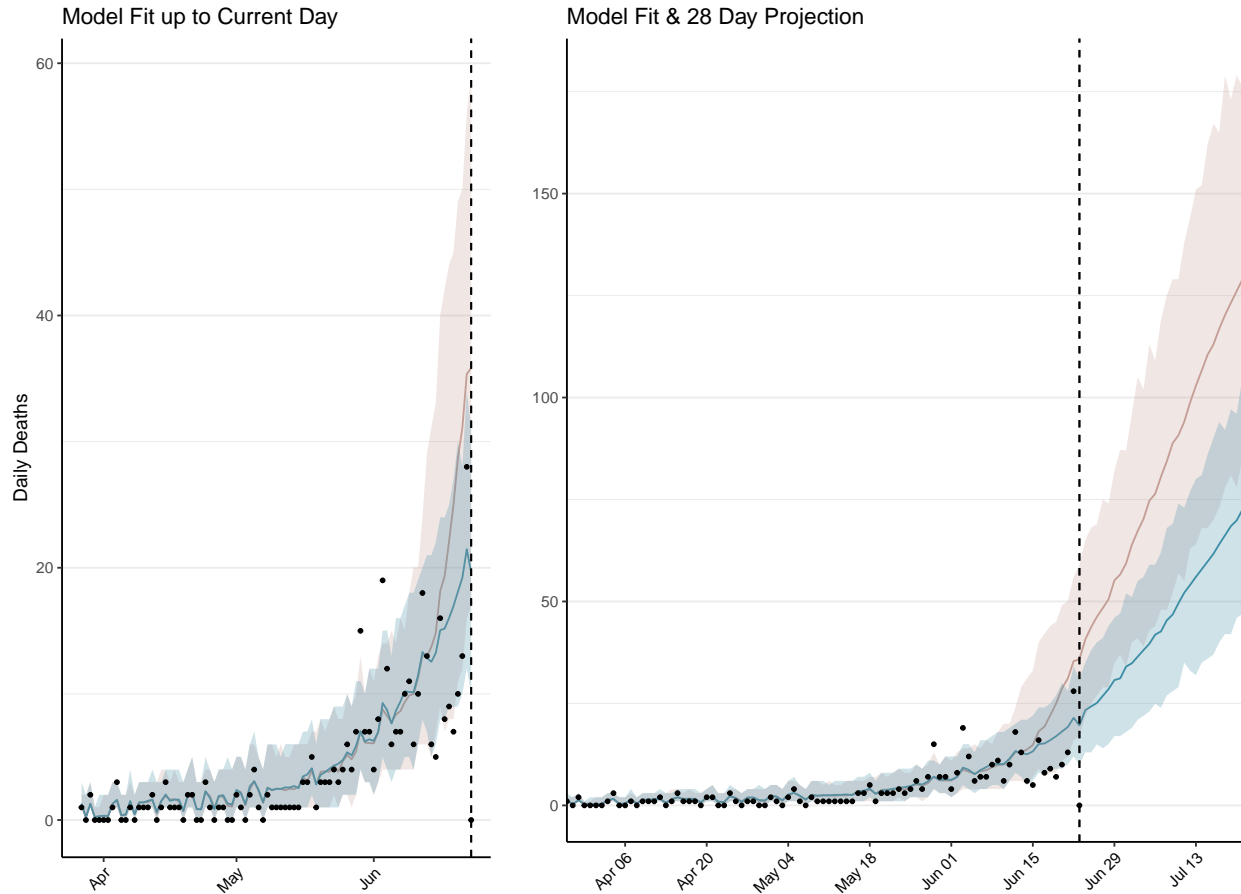 Model Fit up to Current Day
Daily Deaths
60
40
20
0
Apr
May
Jun
Model Fit & 28 Day Projection
150
100
50
0
Apr 06
Apr 20
May 04
May 18
Jun 01
Jun 15
Jun 29
Jul 13